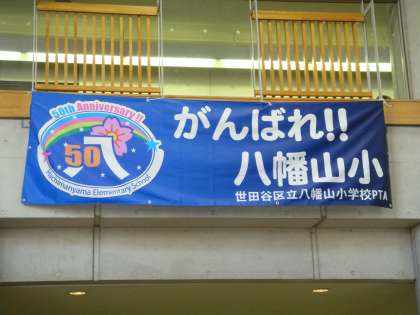 50th Anniversary!!
50
八
Hachimanyama Elementary School
がんばれ!!
八幡山小
世田谷区立八幡山小学校PTA